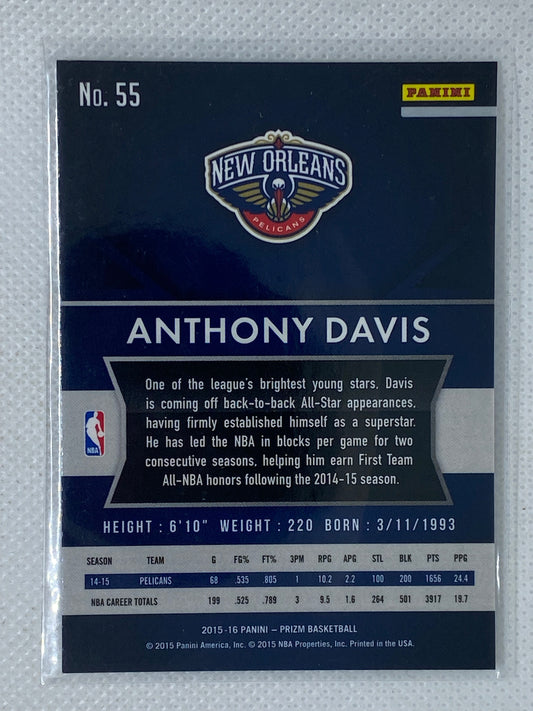 No. 55
PANINI
NEW ORLEANS
PELICANS
ANTHONY DAVIS
One of the league's brightest young stars, Davis
is coming off back-to-back All-Star appearances,
having firmly established himself as a superstar.
He has led the NBA in blocks per game for two
consecutive seasons, helping him earn First Team
All-NBA honors following the 2014-15 season.
NBA
HEIGHT : 6'10" WEIGHT : 220 BORN : 3/11/1993
SEASON TEAM G FG% FT% 3PM RPG APG STL BLK PTS PPG
14-15 PELICANS 68 .535 .805 1 10.2 2.2 100 200 1656 24.4
NBA CAREER TOTALS 199 .525 .789 3 9.5 1.6 264 501 3917 19.7
2015-16 PANINI – PRIZM BASKETBALL
© 2015 Panini America, Inc. © 2015 NBA Properties, Inc. Printed in the USA.